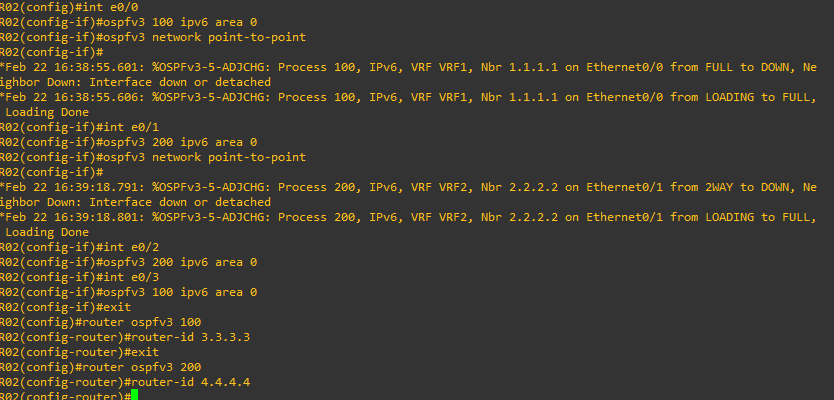 R02(config)#int e0/0
R02(config-if)#ospfv3 100 ipv6 area 0
R02(config-if)#ospfv3 network point-to-point
R02(config-if)#
*Feb 22 16:38:55.601: %OSPFv3-5-ADJCHG: Process 100, IPv6, VRF VRF1, Nbr 1.1.1.1 on Ethernet0/0 from FULL to DOWN, Ne
ighbor Down: Interface down or detached
*Feb 22 16:38:55.606: %OSPFv3-5-ADJCHG: Process 100, IPv6, VRF VRF1, Nbr 1.1.1.1 on Ethernet0/0 from LOADING to FULL,
 Loading Done
R02(config-if)#int e0/1
R02(config-if)#ospfv3 200 ipv6 area 0
R02(config-if)#ospfv3 network point-to-point
R02(config-if)#
*Feb 22 16:39:18.791: %OSPFv3-5-ADJCHG: Process 200, IPv6, VRF VRF2, Nbr 2.2.2.2 on Ethernet0/1 from 2WAY to DOWN, Ne
ighbor Down: Interface down or detached
*Feb 22 16:39:18.801: %OSPFv3-5-ADJCHG: Process 200, IPv6, VRF VRF2, Nbr 2.2.2.2 on Ethernet0/1 from LOADING to FULL,
 Loading Done
R02(config-if)#int e0/2
R02(config-if)#ospfv3 200 ipv6 area 0
R02(config-if)#int e0/3
R02(config-if)#ospfv3 100 ipv6 area 0
R02(config-if)#exit
R02(config)#router ospfv3 100
R02(config-router)#router-id 3.3.3.3
R02(config-router)#exit
R02(config)#router ospfv3 200
R02(config-router)#router-id 4.4.4.4
R02(config-router)#